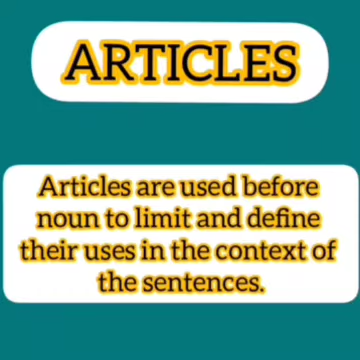 ARTICLES
Articles are used before
noun to limit and define
their uses in the context of
the sentences.